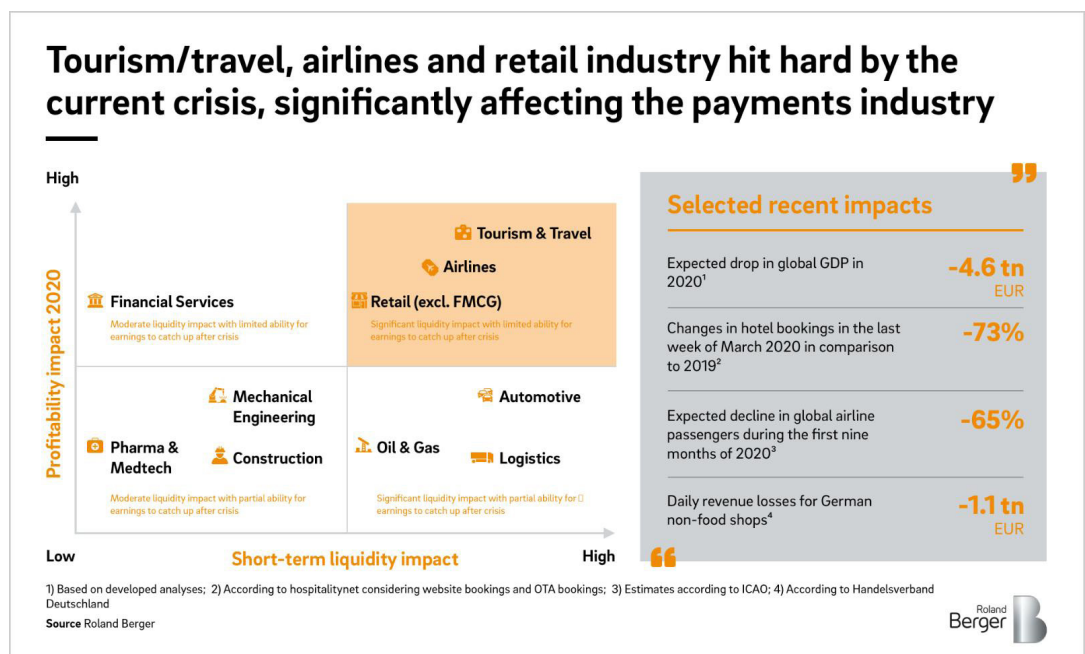 Tourism/travel, airlines and retail industry hit hard by the
current crisis, significantly affecting the payments industry
High
Profitability impact 2020
Tourism & Travel
Airlines
Financial Services
Moderate liquidity impact with limited ability for
earnings to catch up after crisis
Retail (excl. FMCG)
Significant liquidity impact with limited ability for
earnings to catch up after crisis
Mechanical
Engineering
Pharma &
Medtech
Construction
Moderate liquidity impact with partial ability for
earnings to catch up after crisis
Automotive
Oil & Gas
Logistics
Significant liquidity impact with partial ability for
earnings to catch up after crisis
Low
Short-term liquidity impact
High
”
Selected recent impacts
Expected drop in global GDP in
2020¹
-4.6 tn
EUR
Changes in hotel bookings in the last
week of March 2020 in comparison
to 2019²
-73%
Expected decline in global airline
passengers during the first nine
months of 2020³
-65%
Daily revenue losses for German
non-food shops⁴
-1.1 tn
EUR
“
1) Based on developed analyses; 2) According to hospitalitynet considering website bookings and OTA bookings; 3) Estimates according to ICAO; 4) According to Handelsverband
Deutschland
Source Roland Berger
Roland
Berger
B